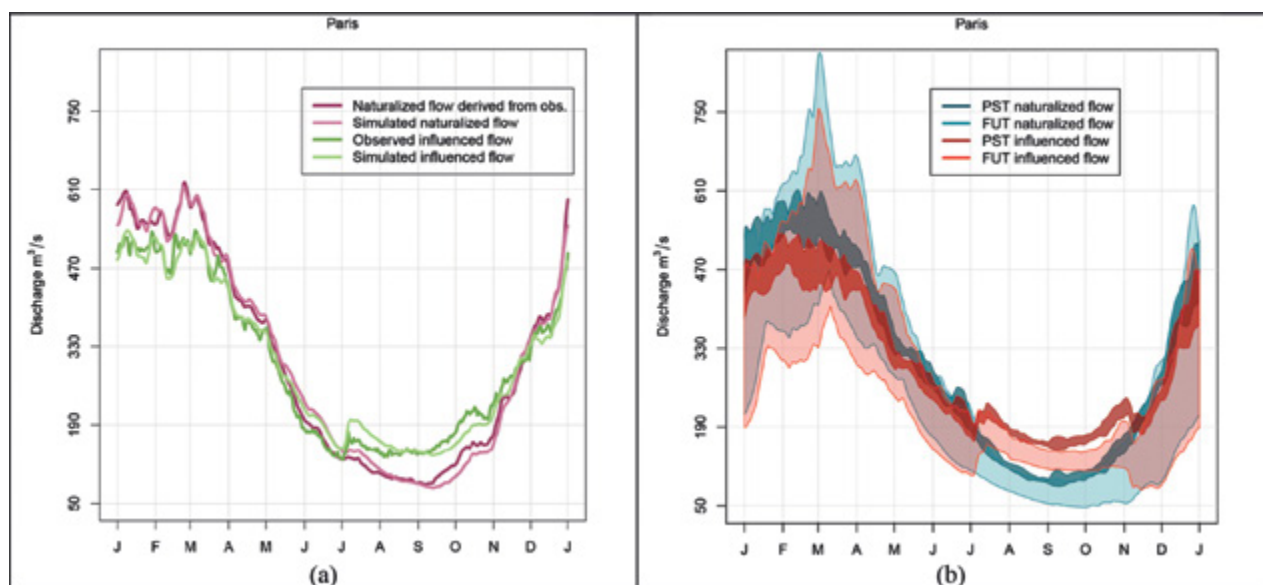 Paris
Naturalized flow derived from obs.
Simulated naturalized flow
Observed influenced flow
Simulated influenced flow
Discharge m³/s
750
610
470
330
190
50
J F M A M J J A S O N D J
(a)
Paris
PST naturalized flow
FUT naturalized flow
PST influenced flow
FUT influenced flow
Discharge m³/s
750
610
470
330
190
50
J F M A M J J A S O N D J
(b)